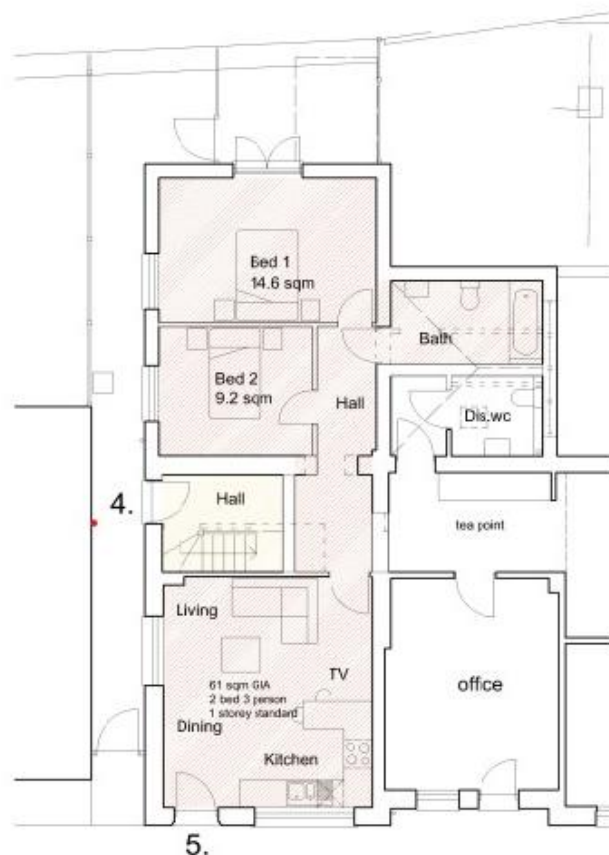 Bed 1
14.6 sqm
Bath
Bed 2
9.2 sqm
Hall
Dis.wc
4.
Hall
tea point
Living
TV
61 sqm GIA
2 bed 3 person
1 storey standard
office
Dining
Kitchen
5.